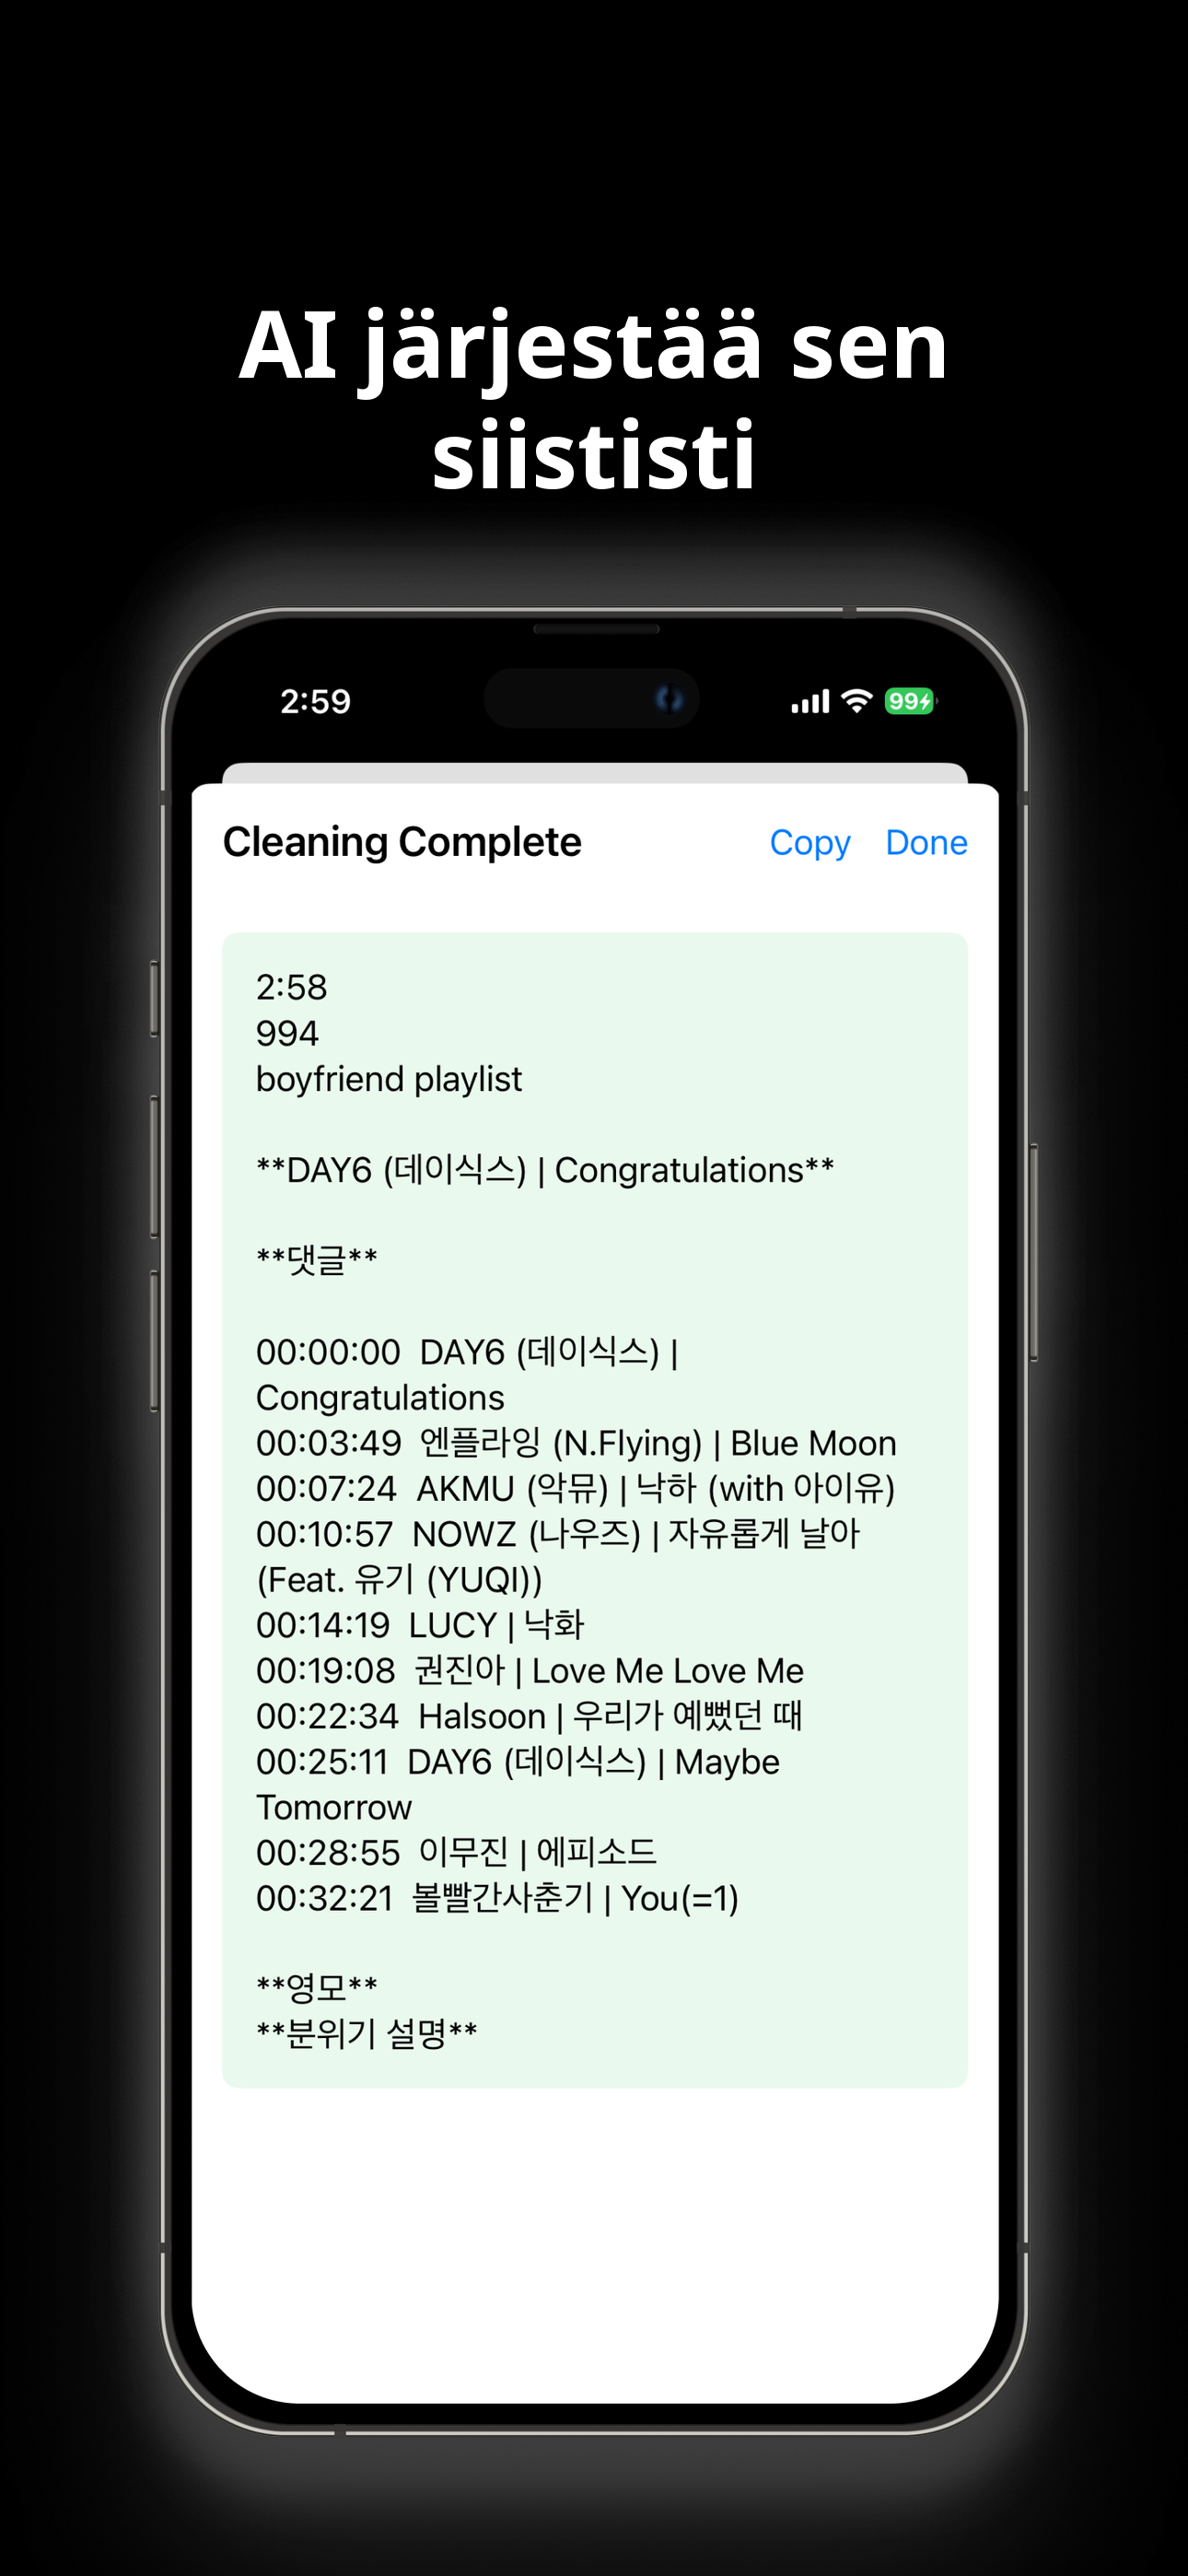 AI järjestää sen
siististi
2:59
99
Cleaning Complete
Copy Done
2:58
994
boyfriend playlist
**DAY6 (데이식스) | Congratulations**
**댓글**
00:00:00 DAY6 (데이식스) |
Congratulations
00:03:49 엔플라잉 (N.Flying) | Blue Moon
00:07:24 AKMU (악뮤) | 낙하 (with 아이유)
00:10:57 NOWZ (나우즈) | 자유롭게 날아
(Feat. 유기 (YUQI))
00:14:19 LUCY | 낙화
00:19:08 권진아 | Love Me Love Me
00:22:34 Halsoon | 우리가 예뻤던 때
00:25:11 DAY6 (데이식스) | Maybe
Tomorrow
00:28:55 이무진 | 에피소드
00:32:21 볼빨간사춘기 | You(=1)
**영모**
**분위기 설명**